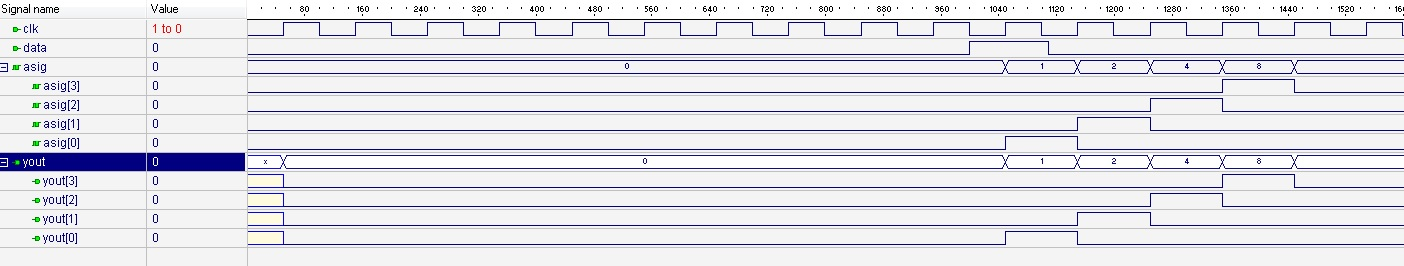 Signal name Value 80 160 240 320 400 480 560 640 720 800 880 960 1040 1120 1200 1280 1360 1440 1520
clk 1 to 0
data 0
asig 0 0 1 2 4 8
asig[3] 0
asig[2] 0
asig[1] 0
asig[0] 0
yout 0 x 0 1 2 4 8
yout[3] 0
yout[2] 0
yout[1] 0
yout[0] 0